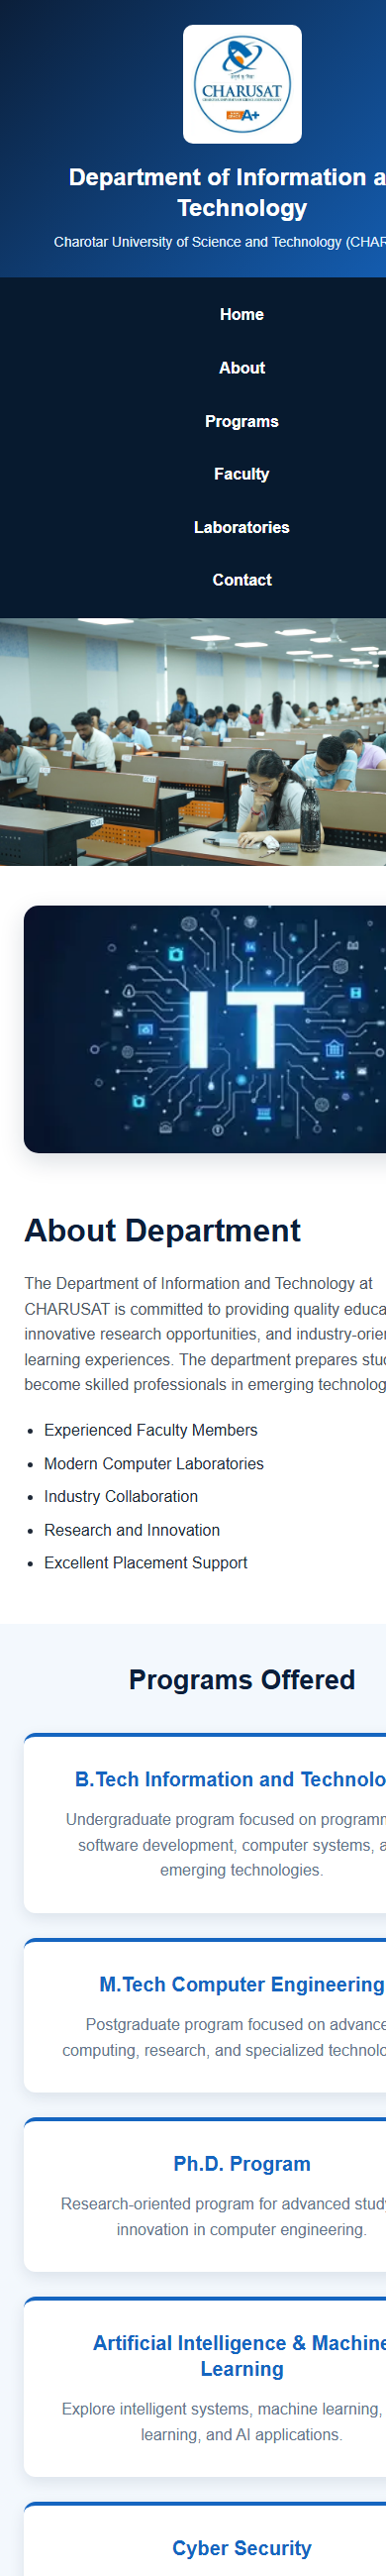 CHARUSAT
A+
Department of Information a
Technology
Charotar University of Science and Technology (CHAR
Home
About
Programs
Faculty
Laboratories
Contact
IT
About Department
The Department of Information and Technology at
CHARUSAT is committed to providing quality educa
innovative research opportunities, and industry-orie
learning experiences. The department prepares stud
become skilled professionals in emerging technolog
• Experienced Faculty Members
• Modern Computer Laboratories
• Industry Collaboration
• Research and Innovation
• Excellent Placement Support
Programs Offered
B.Tech Information and Technolo
Undergraduate program focused on programm
software development, computer systems, a
emerging technologies.
M.Tech Computer Engineering
Postgraduate program focused on advance
computing, research, and specialized technolo
Ph.D. Program
Research-oriented program for advanced study
innovation in computer engineering.
Artificial Intelligence & Machine
Learning
Explore intelligent systems, machine learning,
learning, and AI applications.
Cyber Security